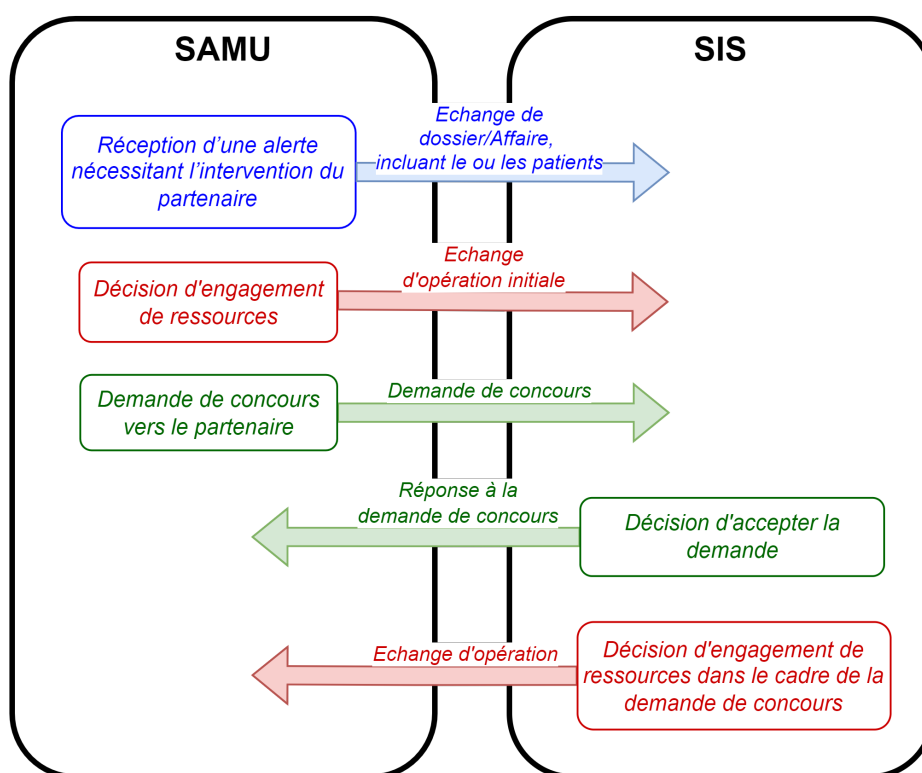 SAMU
SIS
Réception d'une alerte
nécessitant l'intervention du
partenaire
Echange de
dossier/Affaire,
incluant le ou les patients
Décision d'engagement
de ressources
Echange
d'opération initiale
Demande de concours
vers le partenaire
Demande de concours
Réponse à la
demande de concours
Décision d'accepter la
demande
Echange d'opération
Décision d'engagement de
ressources dans le cadre de la
demande de concours